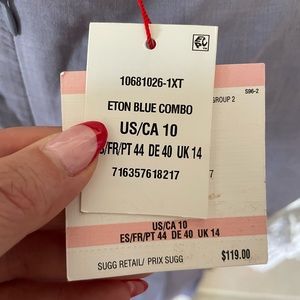 10681026-1XT
ETON BLUE COMBO
US/CA 10
ES/FR/PT 44 DE 40 UK 14
716357618217
S96-2
GROUP 2
US/CA 10
ES/FR/PT 44 DE 40 UK 14
SUGG RETAIL/ PRIX SUGG
$119.00